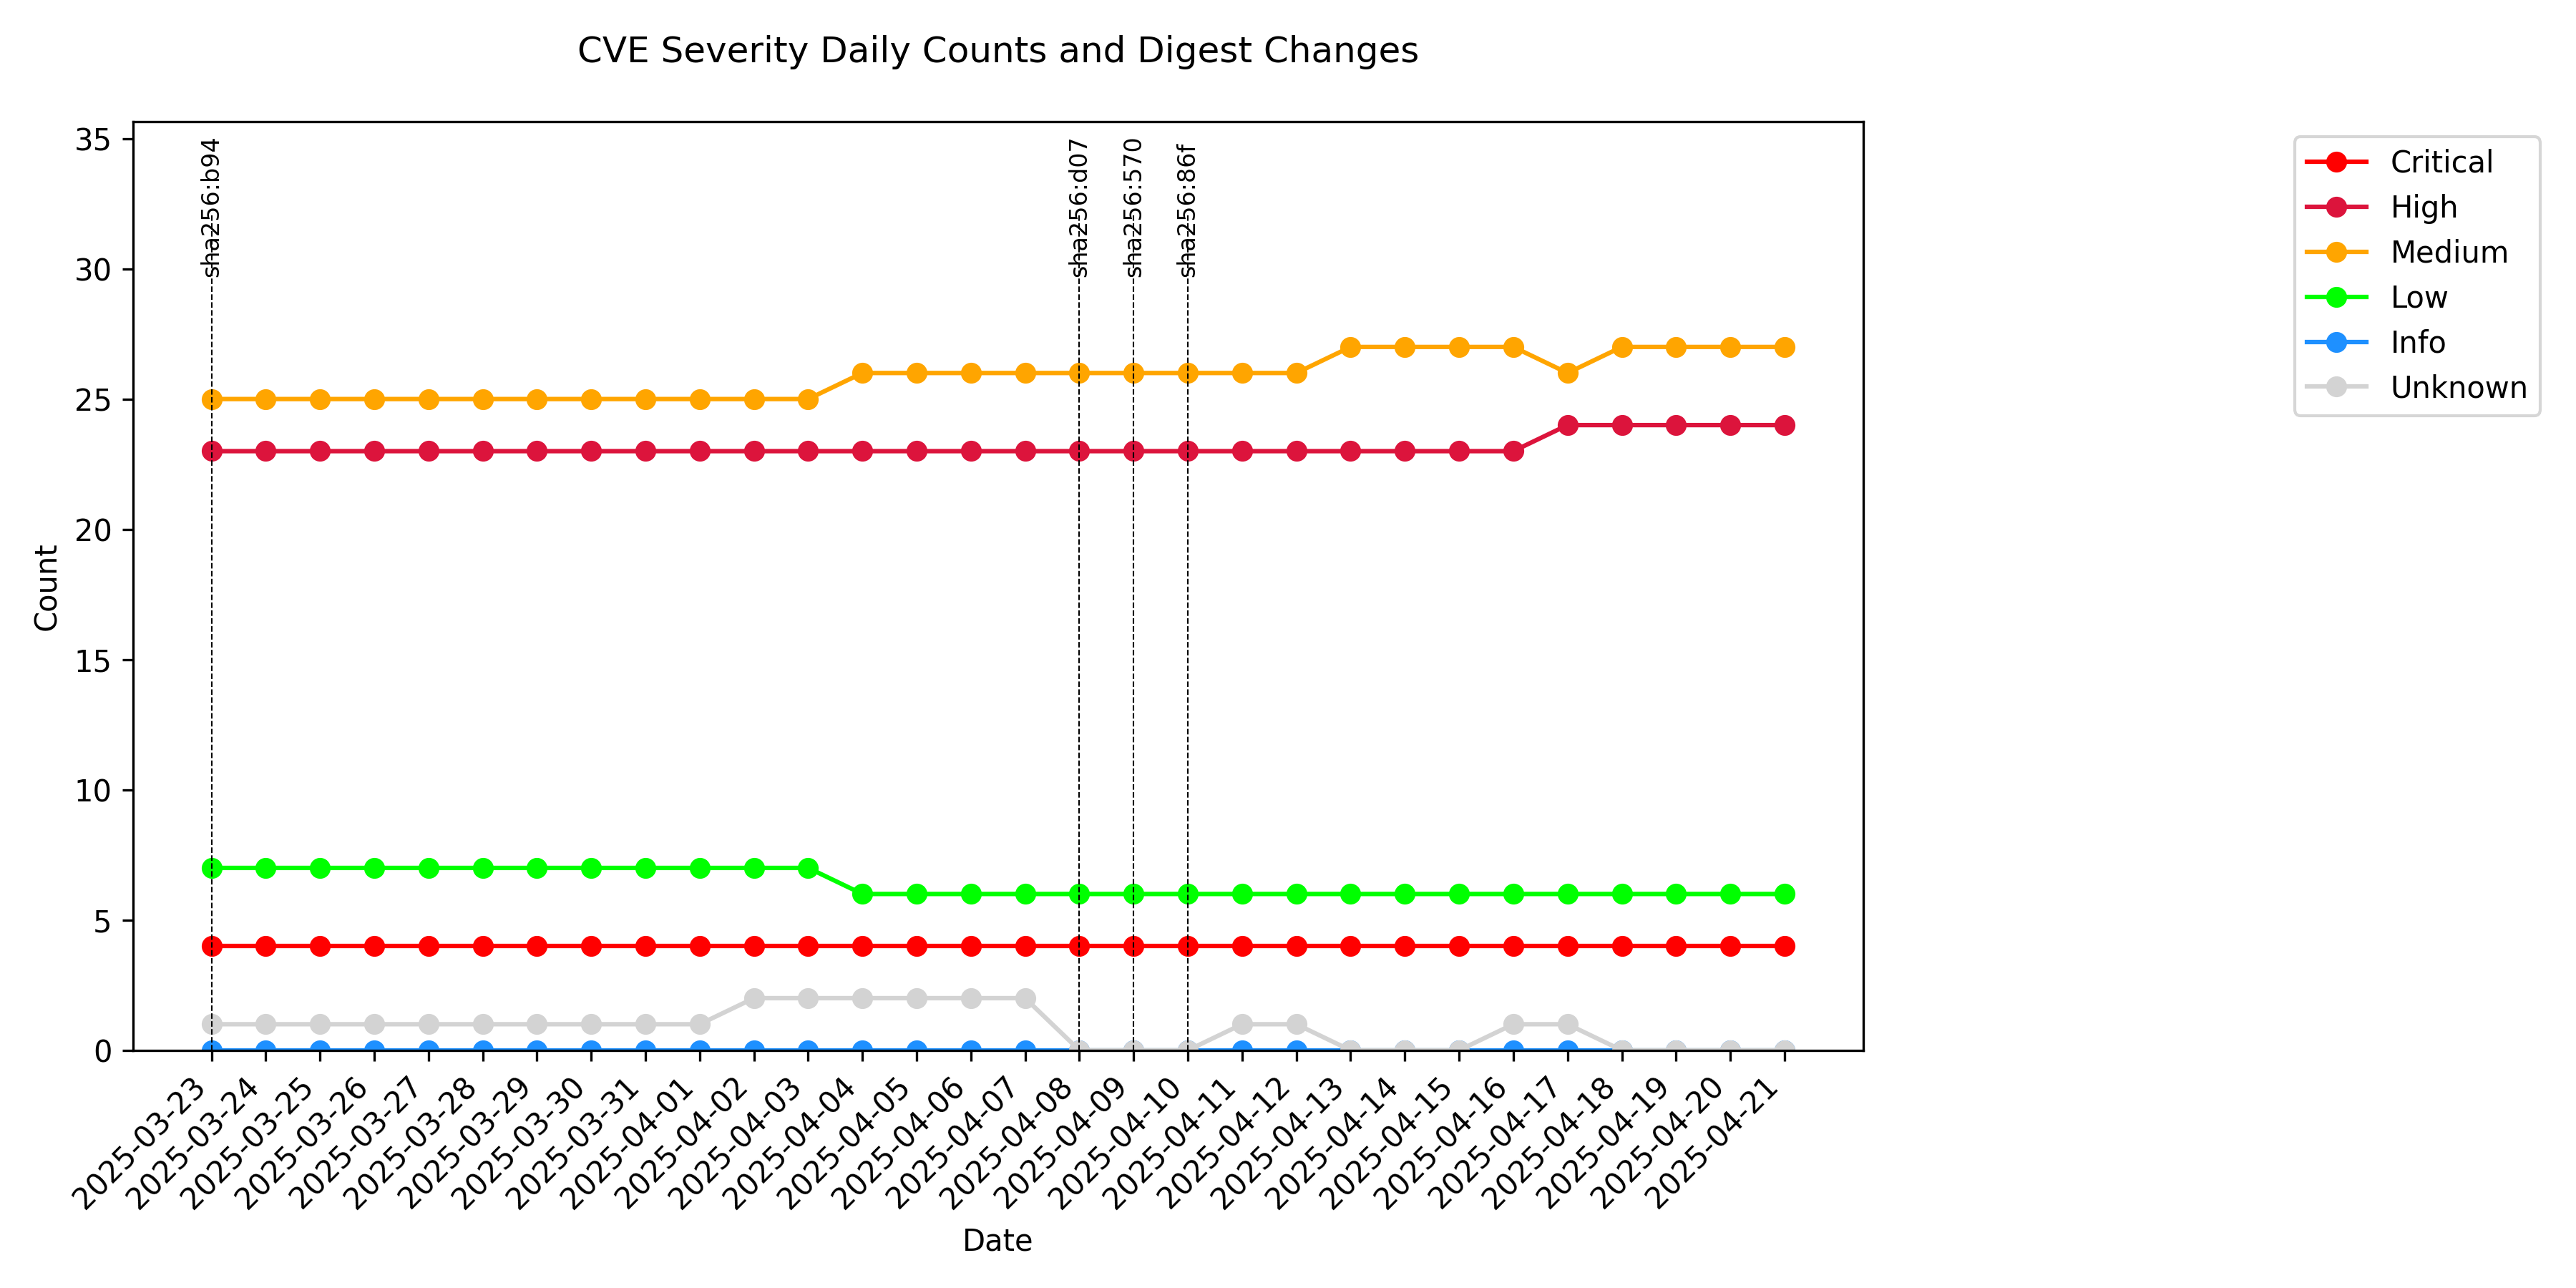 CVE Severity Daily Counts and Digest Changes
35
30
25
20
15
10
5
0
Count
sha256:b94
sha256:d07
sha256:570
sha256:86f
Critical
High
Medium
Low
Info
Unknown
2025-03-23
2025-03-24
2025-03-25
2025-03-26
2025-03-27
2025-03-28
2025-03-29
2025-03-30
2025-03-31
2025-04-01
2025-04-02
2025-04-03
2025-04-04
2025-04-05
2025-04-06
2025-04-07
2025-04-08
2025-04-09
2025-04-10
2025-04-11
2025-04-12
2025-04-13
2025-04-14
2025-04-15
2025-04-16
2025-04-17
2025-04-18
2025-04-19
2025-04-20
2025-04-21
Date